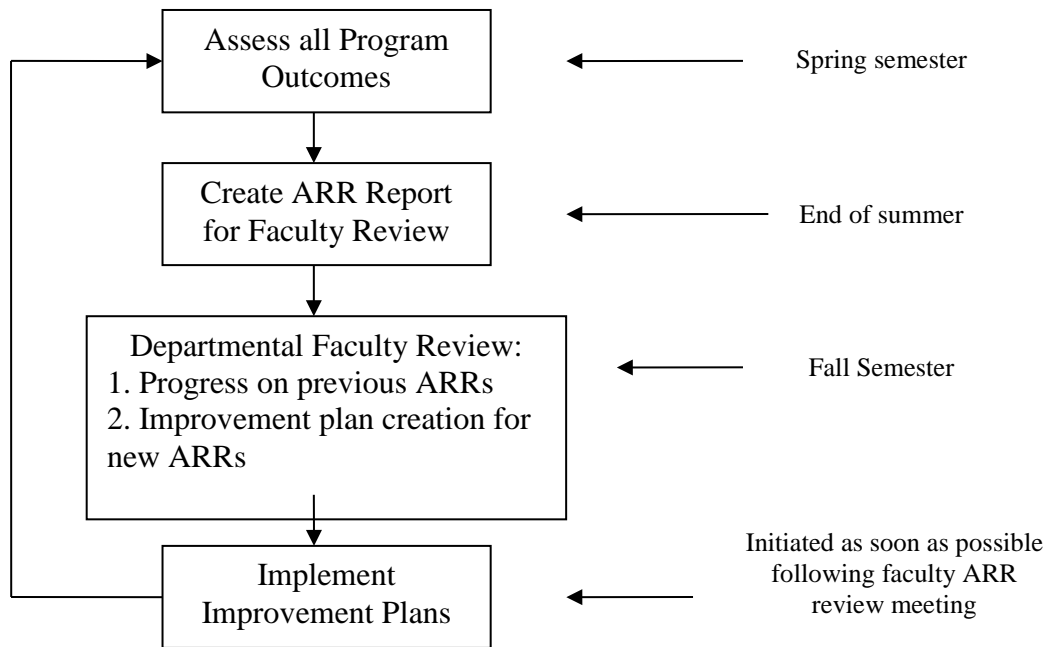 Assess all Program
Outcomes
Spring semester
Create ARR Report
for Faculty Review
End of summer
Departmental Faculty Review:
1. Progress on previous ARRs
2. Improvement plan creation for
new ARRs
Fall Semester
Implement
Improvement Plans
Initiated as soon as possible
following faculty ARR
review meeting